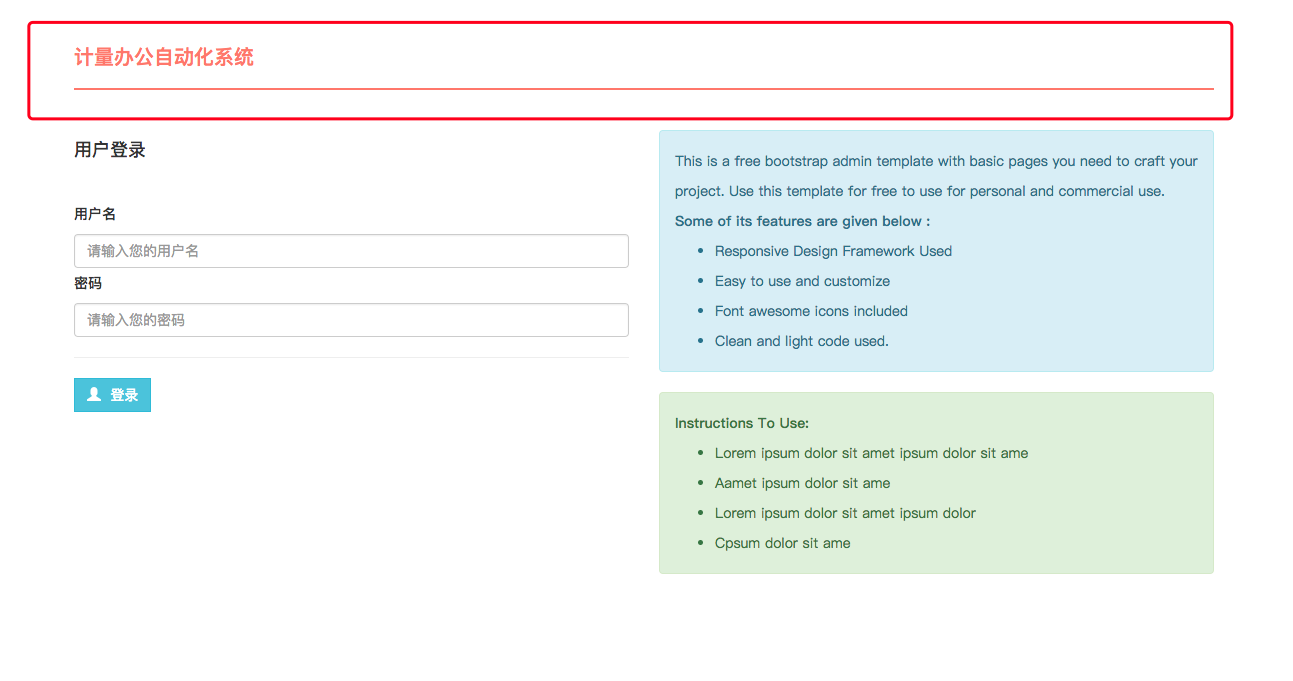 计量办公自动化系统
用户登录
用户名
请输入您的用户名
密码
请输入您的密码
登录
This is a free bootstrap admin template with basic pages you need to craft your
project. Use this template for free to use for personal and commercial use.
Some of its features are given below :
Responsive Design Framework Used
Easy to use and customize
Font awesome icons included
Clean and light code used.
Instructions To Use:
Lorem ipsum dolor sit amet ipsum dolor sit ame
Aamet ipsum dolor sit ame
Lorem ipsum dolor sit amet ipsum dolor
Cpsum dolor sit ame